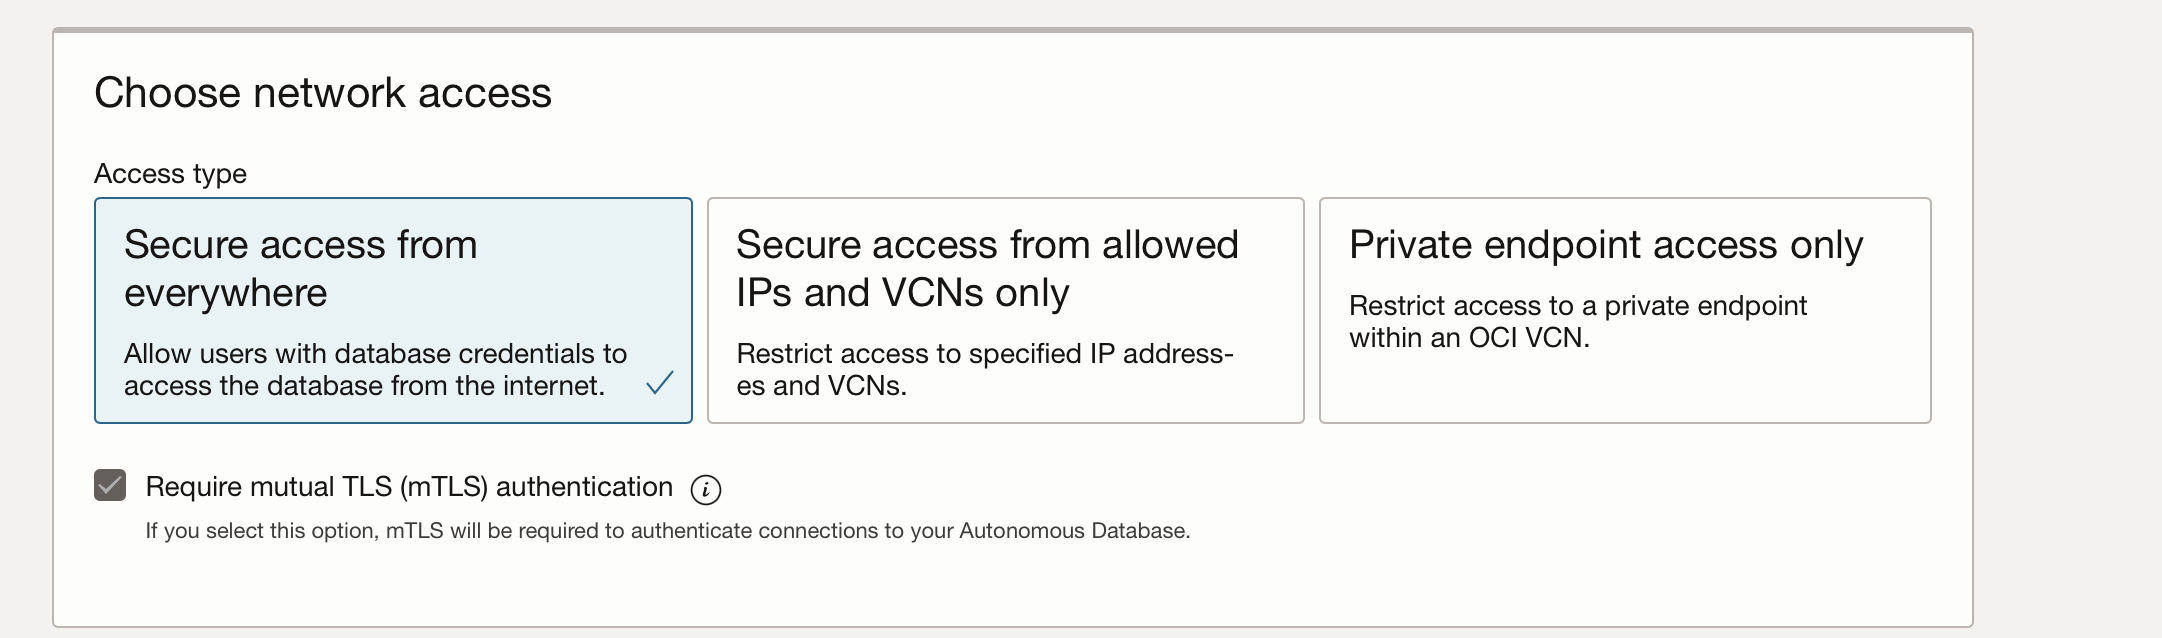 Choose network access
Access type
Secure access from
everywhere
Allow users with database credentials to
access the database from the internet.
Secure access from allowed
IPs and VCNs only
Restrict access to specified IP address-
es and VCNs.
Private endpoint access only
Restrict access to a private endpoint
within an OCI VCN.
Require mutual TLS (mTLS) authentication i
If you select this option, mTLS will be required to authenticate connections to your Autonomous Database.